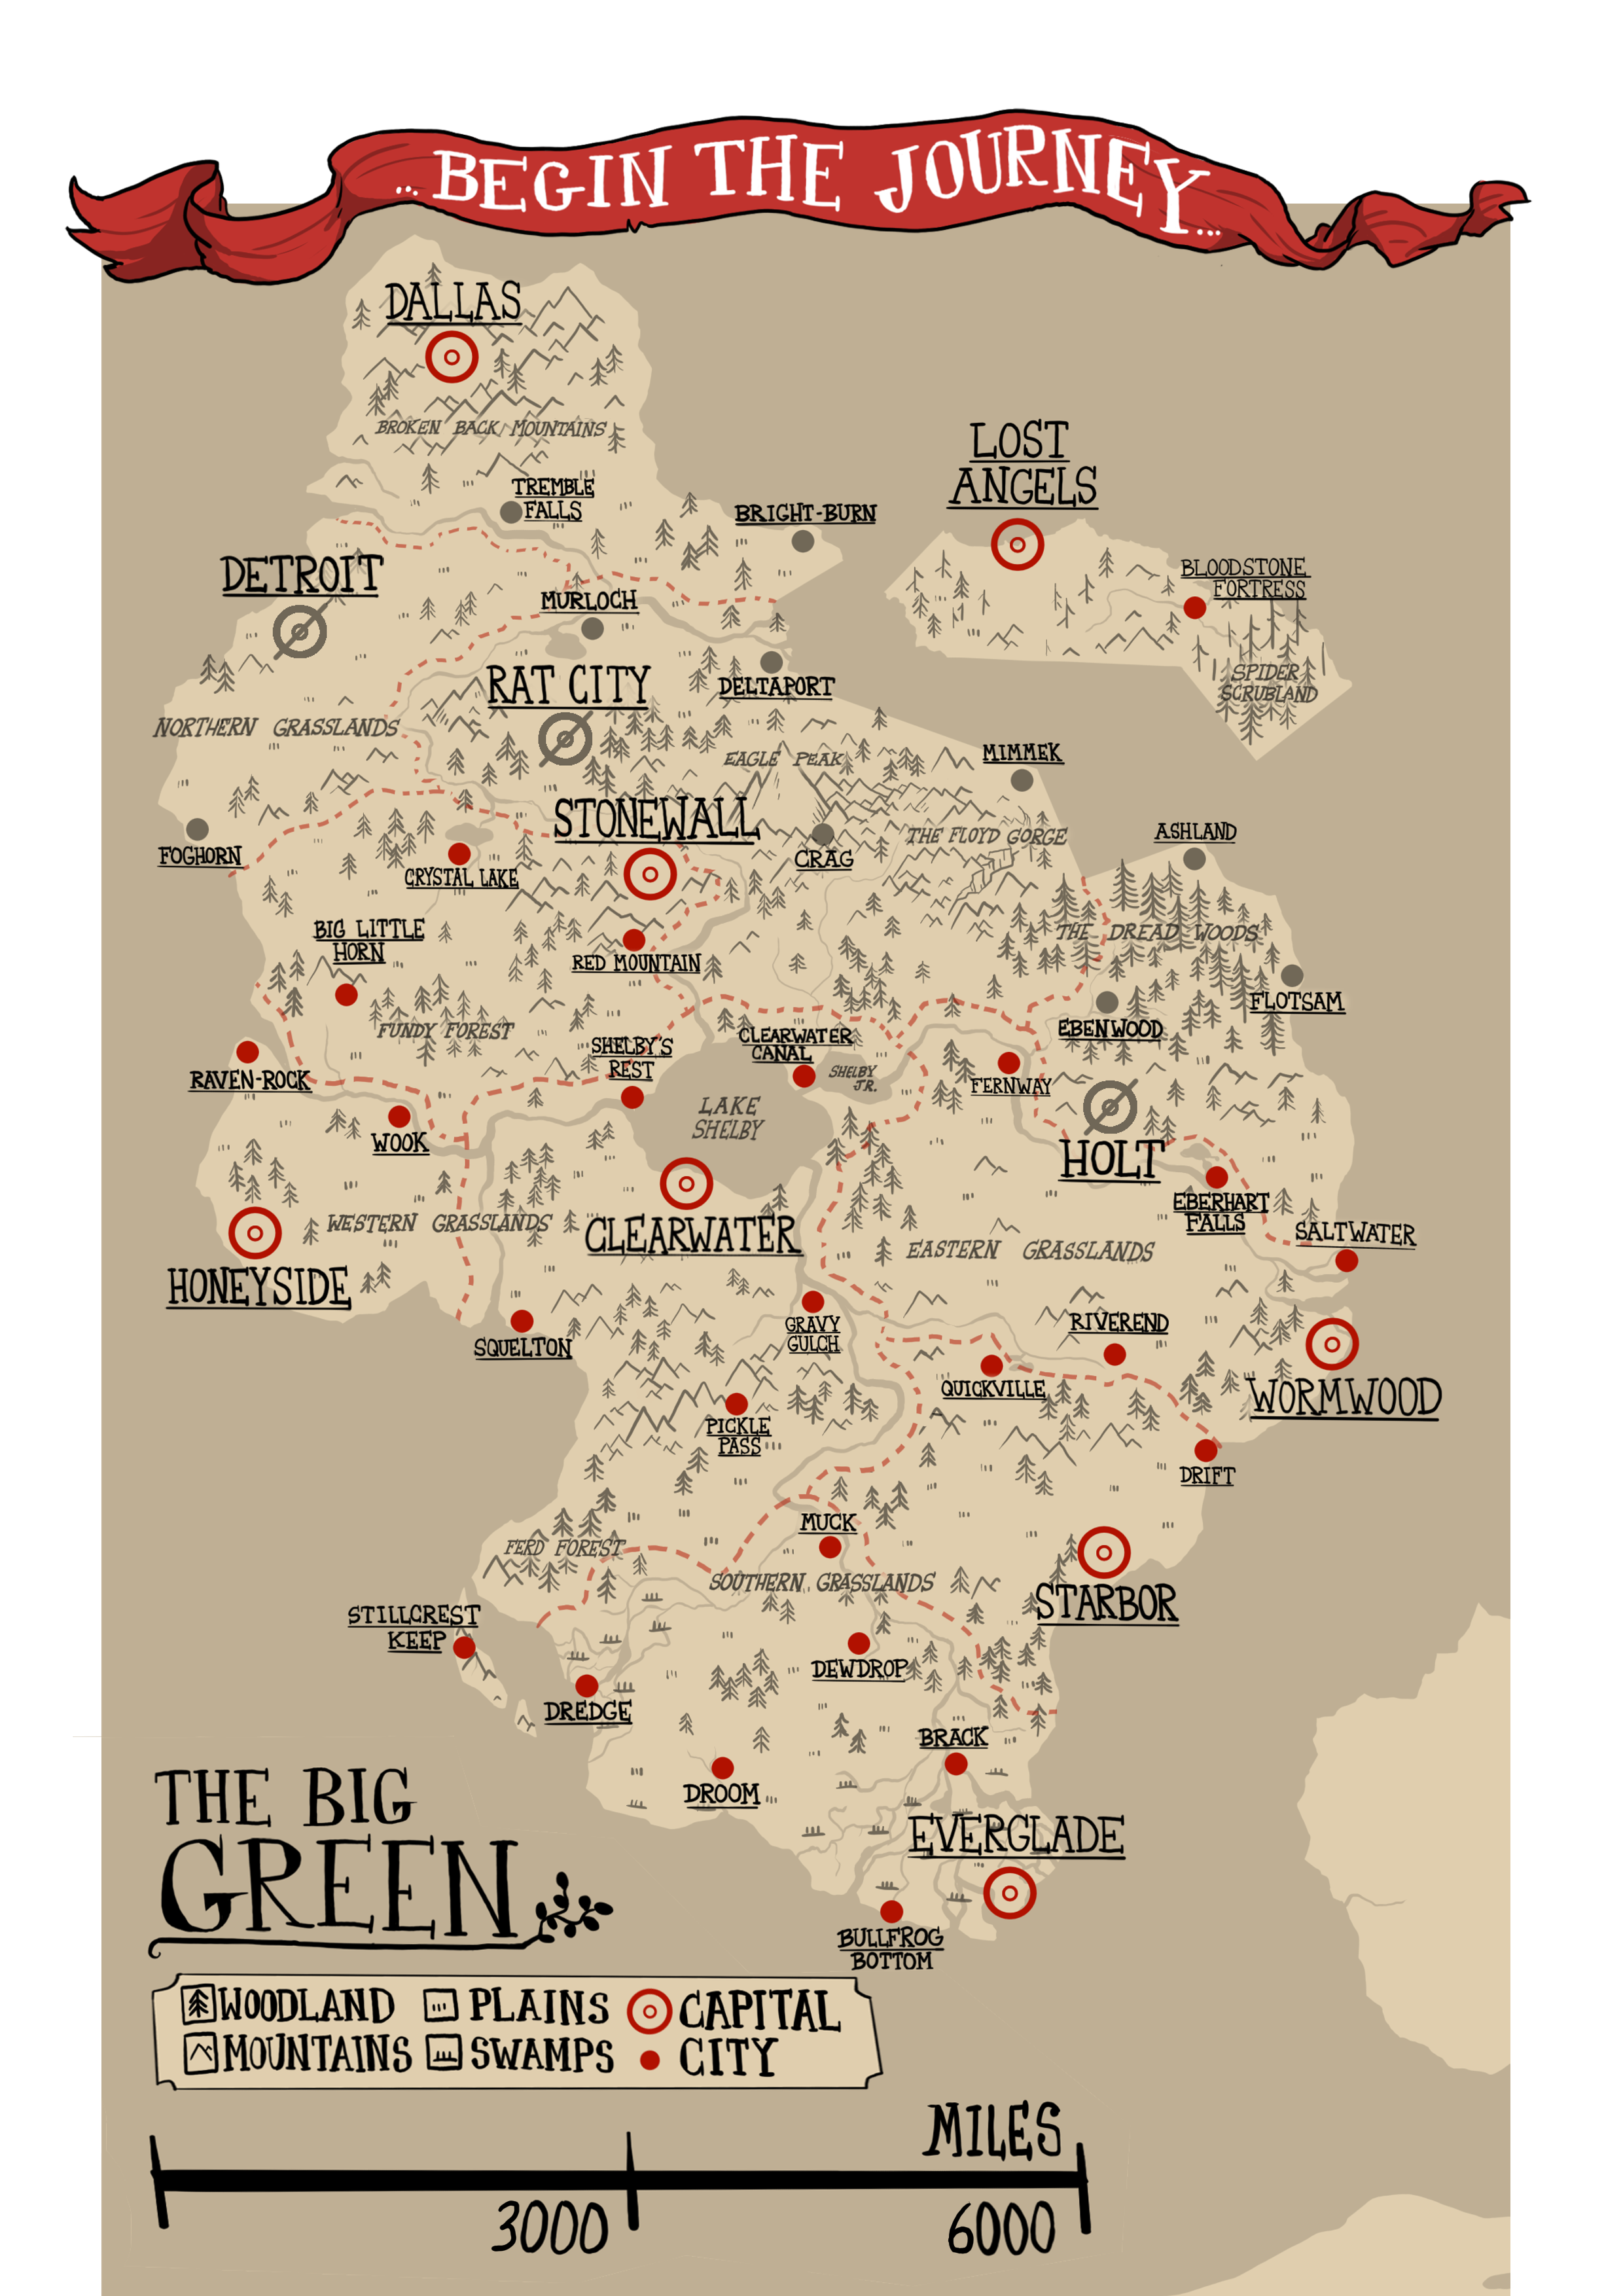 ...BEGIN THE JOURNEY...
DALLAS
BROKEN BACK MOUNTAINS
LOST
ANGELS
TREMBLE
FALLS
BRIGHT-BURN
DETROIT
BLOODSTONE
FORTRESS
MURLOCH
SPIDER
SCRUBLAND
RAT CITY
DELTAPORT
NORTHERN GRASSLANDS
EAGLE PEAK
MIMMEK
STONEWALL
THE FLOYD GORGE
ASHLAND
FOGHORN
CRAG
CRYSTAL LAKE
BIG LITTLE
HORN
THE DREAD WOODS
RED MOUNTAIN
FLOTSAM
FUNDY FOREST
EBENWOOD
CLEARWATER
CANAL
SHELBY'S
REST
SHELBY
JR.
RAVEN-ROCK
FERNWAY
LAKE
SHELBY
WOOK
HOLT
EBERHART
FALLS
WESTERN GRASSLANDS
CLEARWATER
SALTWATER
EASTERN GRASSLANDS
HONEYSIDE
GRAVY
GULCH
RIVEREND
SQUELTON
QUICKVILLE
WORMWOOD
PICKLE
PASS
DRIFT
MUCK
FERD FOREST
SOUTHERN GRASSLANDS
STARBOR
STILLCREST
KEEP
DEWDROP
DREDGE
BRACK
DROOM
EVERGLADE
BULLFROG
BOTTOM
THE BIG
GREEN
WOODLAND PLAINS CAPITAL
MOUNTAINS SWAMPS CITY
MILES
3000 6000